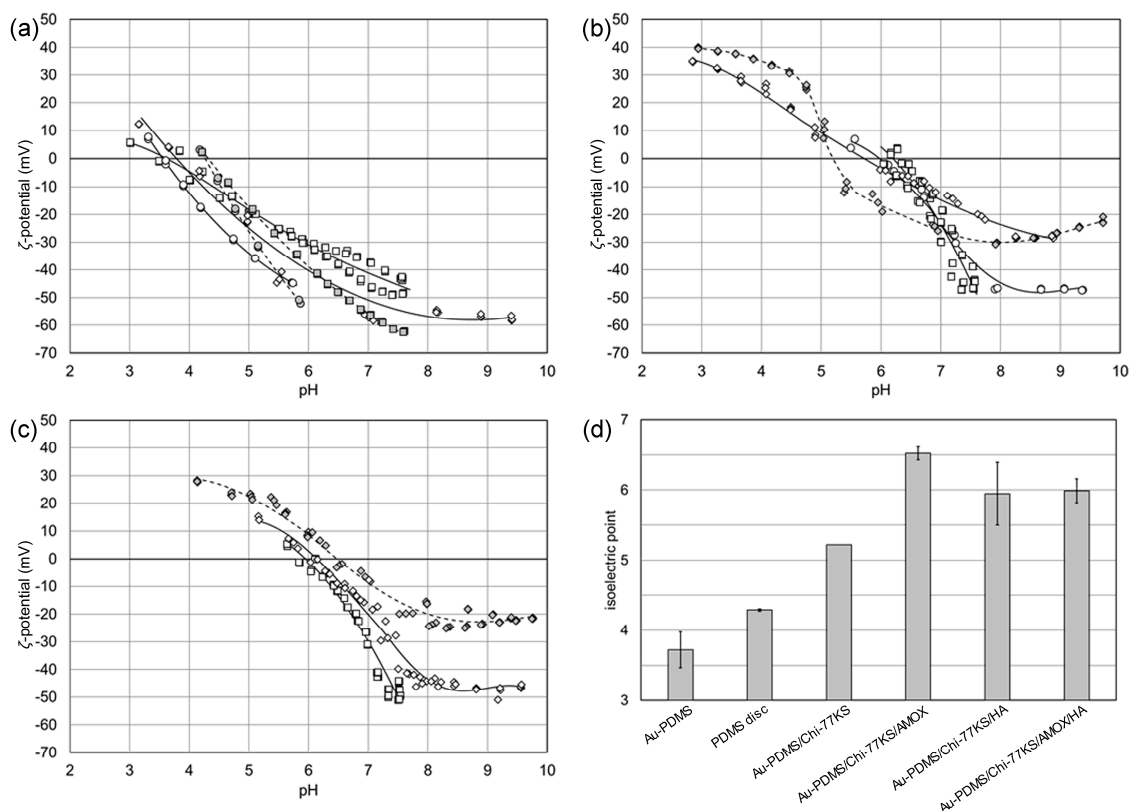 (a)
50
40
30
20
10
0
-10
-20
-30
-40
-50
-60
-70
ζ-potential (mV)
2 3 4 5 6 7 8 9 10
pH
(b)
50
40
30
20
10
0
-10
-20
-30
-40
-50
-60
-70
ζ-potential (mV)
2 3 4 5 6 7 8 9 10
pH
(c)
50
40
30
20
10
0
-10
-20
-30
-40
-50
-60
-70
ζ-potential (mV)
2 3 4 5 6 7 8 9 10
pH
(d)
7
6
5
4
3
isoelectric point
Au-PDMS
PDMS disc
Au-PDMS/Chi-77KS
Au-PDMS/Chi-77KS/AMOX
Au-PDMS/Chi-77KS/HA
Au-PDMS/Chi-77KS/AMOX/HA